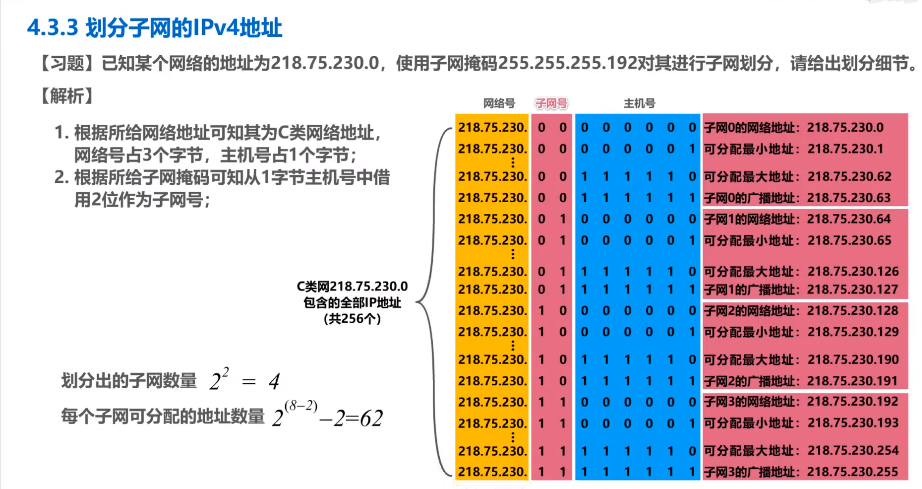 4.3.3 划分子网的IPv4地址
【习题】已知某个网络的地址为218.75.230.0，使用子网掩码255.255.255.192对其进行子网划分，请给出划分细节。
【解析】
1. 根据所给网络地址可知其为C类网络地址，
网络号占3个字节，主机号占1个字节；
2. 根据所给子网掩码可知从1字节主机号中借
用2位作为子网号；
C类网218.75.230.0
包含的全部IP地址
（共256个）
划分出的子网数量 2^2 = 4
每个子网可分配的地址数量 2^(8−2)−2=62
网络号 子网号 主机号
218.75.230. 0 0 0 0 0 0 0 0 子网0的网络地址：218.75.230.0
218.75.230. 0 0 0 0 0 0 0 1 可分配最小地址：218.75.230.1
⋮
218.75.230. 0 0 1 1 1 1 1 0 可分配最大地址：218.75.230.62
218.75.230. 0 0 1 1 1 1 1 1 子网0的广播地址：218.75.230.63
218.75.230. 0 1 0 0 0 0 0 0 子网1的网络地址：218.75.230.64
218.75.230. 0 1 0 0 0 0 0 1 可分配最小地址：218.75.230.65
⋮
218.75.230. 0 1 1 1 1 1 1 0 可分配最大地址：218.75.230.126
218.75.230. 0 1 1 1 1 1 1 1 子网1的广播地址：218.75.230.127
218.75.230. 1 0 0 0 0 0 0 0 子网2的网络地址：218.75.230.128
218.75.230. 1 0 0 0 0 0 0 1 可分配最小地址：218.75.230.129
⋮
218.75.230. 1 0 1 1 1 1 1 0 可分配最大地址：218.75.230.190
218.75.230. 1 0 1 1 1 1 1 1 子网2的广播地址：218.75.230.191
218.75.230. 1 1 0 0 0 0 0 0 子网3的网络地址：218.75.230.192
218.75.230. 1 1 0 0 0 0 0 1 可分配最小地址：218.75.230.193
⋮
218.75.230. 1 1 1 1 1 1 1 0 可分配最大地址：218.75.230.254
218.75.230. 1 1 1 1 1 1 1 1 子网3的广播地址：218.75.230.255